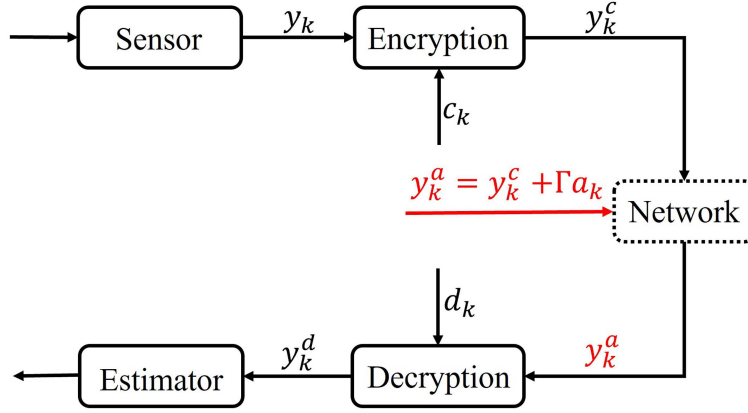 Sensor
y_k
Encryption
y_k^c
c_k
y_k^a = y_k^c +Γa_k
Network
d_k
Estimator
y_k^d
Decryption
y_k^a